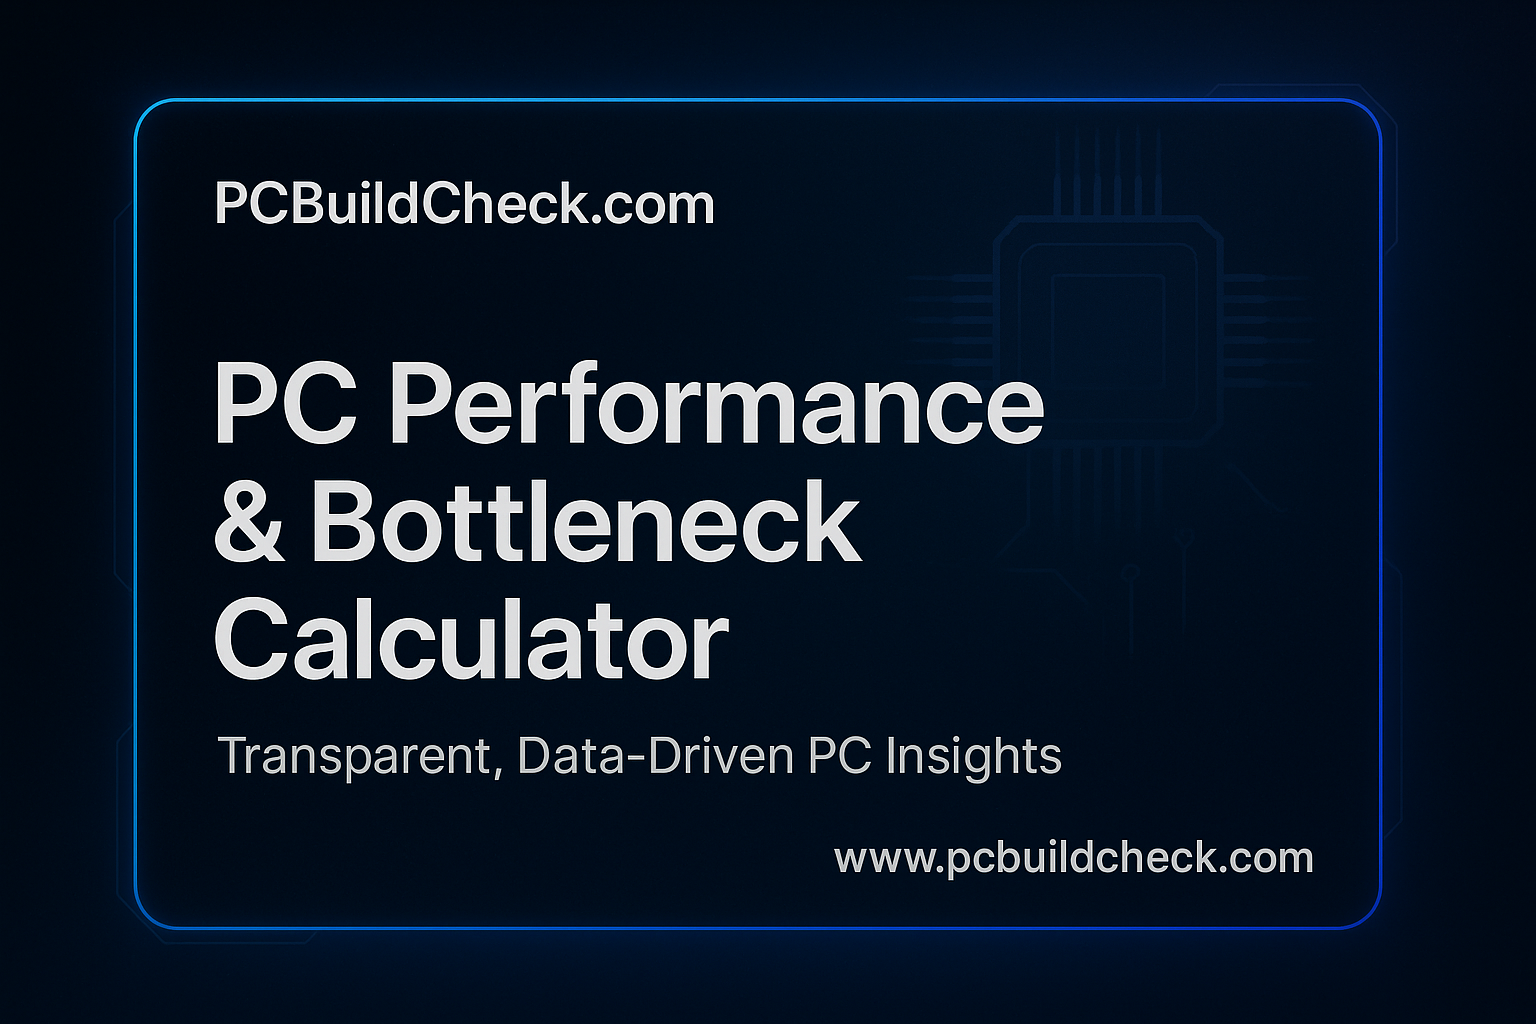 PCBuildCheck.com
PC Performance
& Bottleneck
Calculator
Transparent, Data-Driven PC Insights
www.pcbuildcheck.com